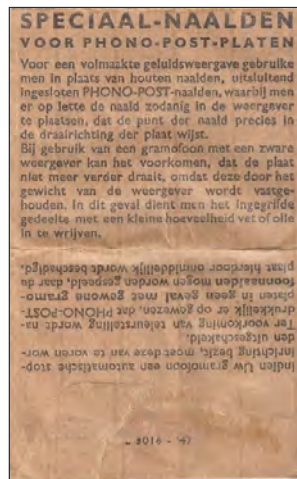 SPECIAAL-NAALDEN
VOOR PHONO-POST-PLATEN
Voor een volmaakte geluidsweergave gebruike
men in plaats van houten naalden, uitsluitend
ingesloten PHONO-POST-naalden, waarbij men
er op lette de naald zodanig in de weergever
te plaatsen, dat de punt der naald precies in
de draairichting der plaat wijst.
Bij gebruik van een gramofoon met een zware
weergever kan het voorkomen, dat de plaat
niet meer verder draait, omdat deze door het
gewicht van de weergever wordt vastge-
houden. In dit geval dient men het ingegrifde
gedeelte met een kleine hoeveelheid vet of olie
in te wrijven.
Indien Uw gramofoon een automatische stop-
inrichting bezit, moet deze van te voren wor-
den uitgeschakeld.
Ter voorkoming van teleurstelling wordt na-
drukkelijk er op gewezen, dat PHONO-POST-
platen in geen geval met gewone gramo-
foonnaalden mogen worden gespeeld, daar de
plaat hierdoor onmiddellijk wordt beschadigd.